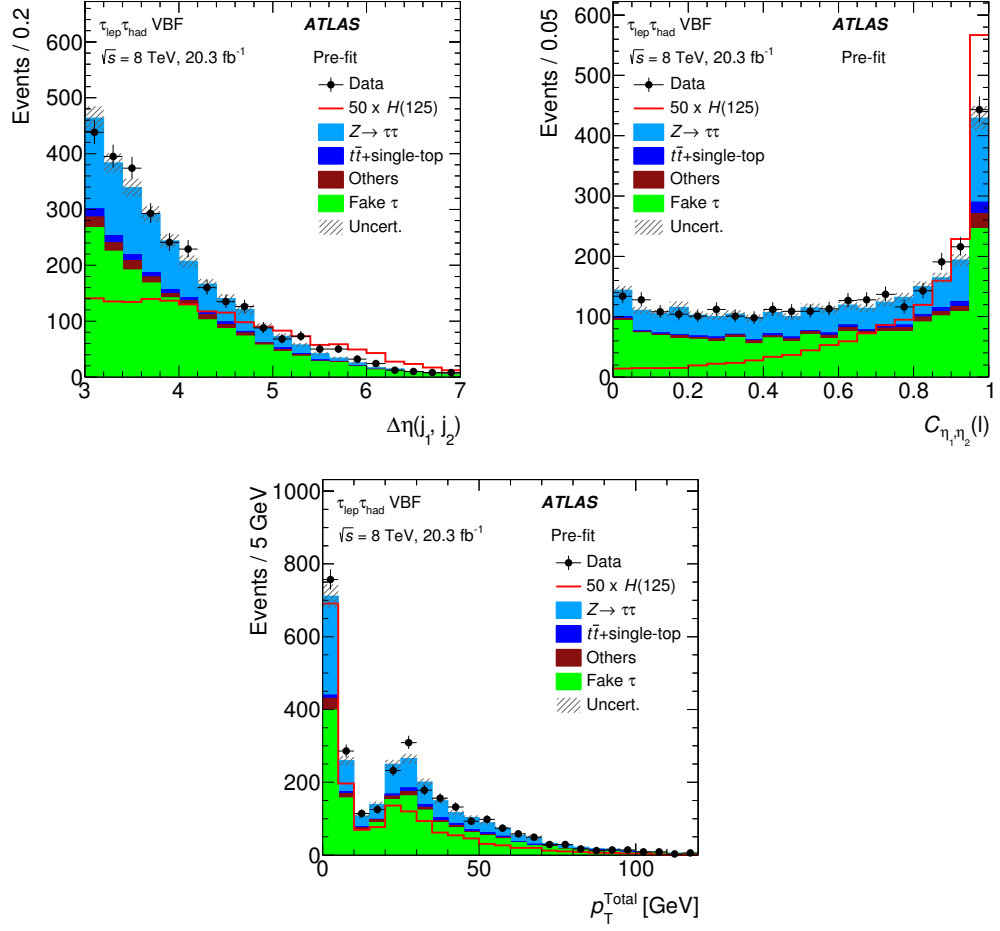 Events / 0.2
600
500
400
300
200
100
0
τlepτhad VBF ATLAS
√s = 8 TeV, 20.3 fb-1 Pre-fit
Data
50 x H(125)
Z→ ττ
tt̄+single-top
Others
Fake τ
Uncert.
3 4 5 6 7
Δη(j1, j2)
Events / 0.05
600
500
400
300
200
100
0
τlepτhad VBF ATLAS
√s = 8 TeV, 20.3 fb-1 Pre-fit
Data
50 x H(125)
Z→ ττ
tt̄+single-top
Others
Fake τ
Uncert.
0 0.2 0.4 0.6 0.8 1
Cη1,η2(l)
Events / 5 GeV
1000
800
600
400
200
0
τlepτhad VBF ATLAS
√s = 8 TeV, 20.3 fb-1 Pre-fit
Data
50 x H(125)
Z→ ττ
tt̄+single-top
Others
Fake τ
Uncert.
0 50 100
pTTotal [GeV]